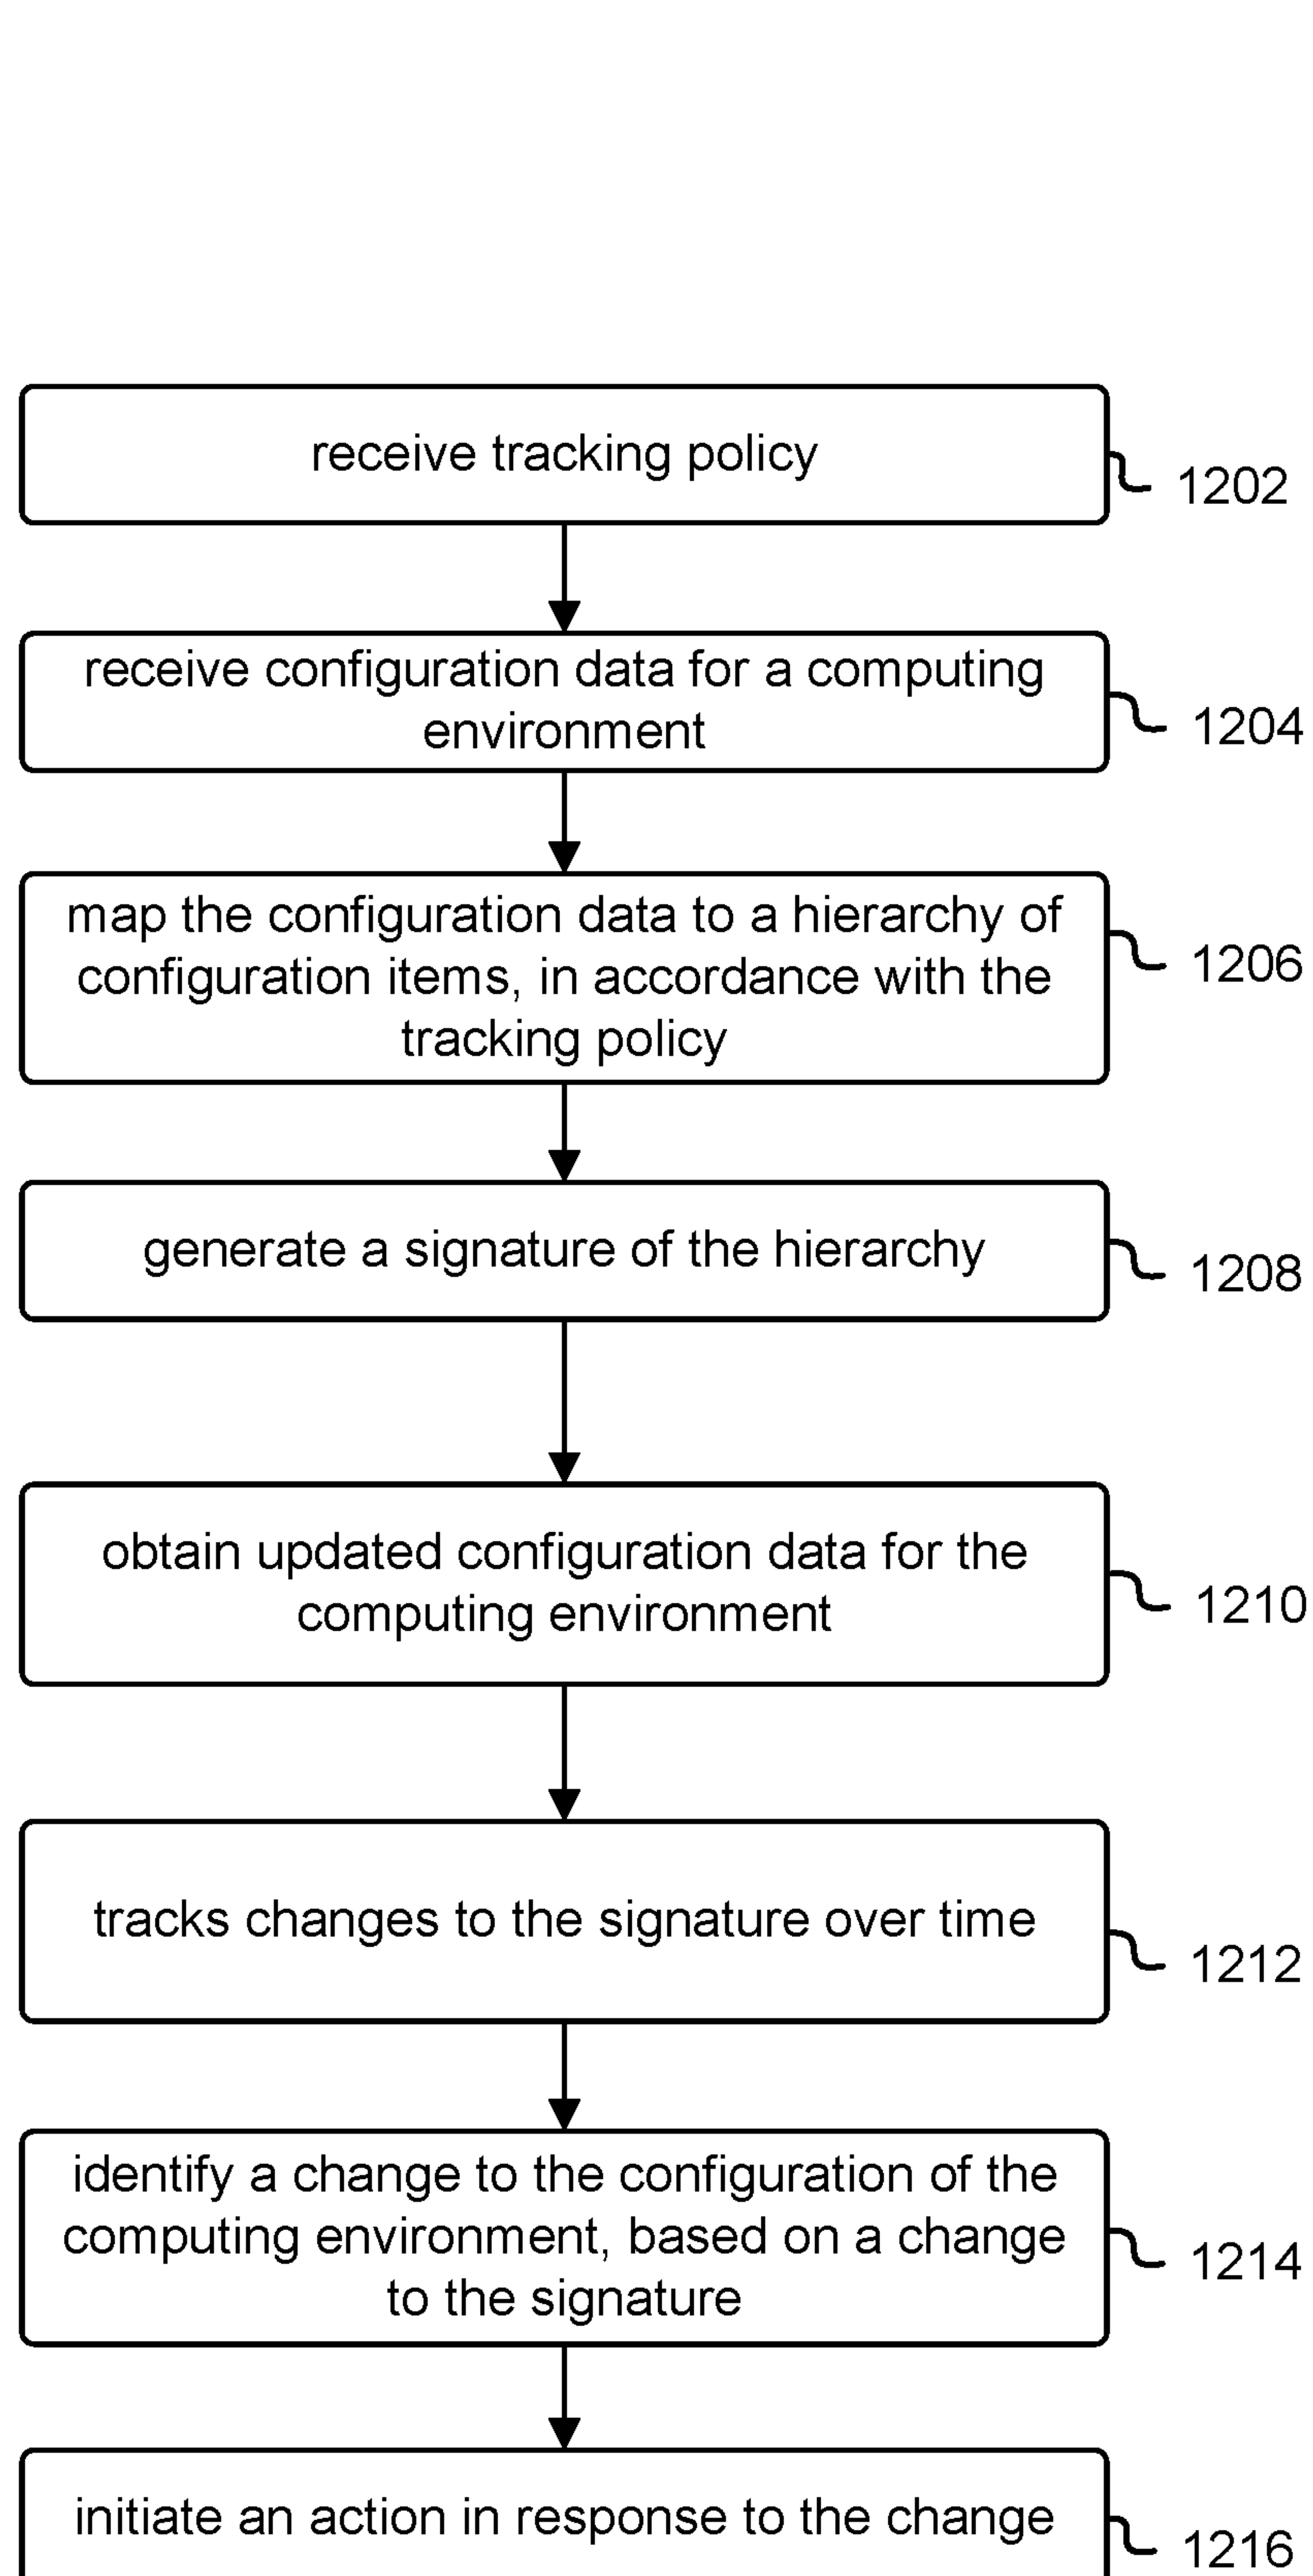 receive tracking policy
1202
receive configuration data for a computing
environment
1204
map the configuration data to a hierarchy of
configuration items, in accordance with the
tracking policy
1206
generate a signature of the hierarchy
1208
obtain updated configuration data for the
computing environment
1210
tracks changes to the signature over time
1212
identify a change to the configuration of the
computing environment, based on a change
to the signature
1214
initiate an action in response to the change
1216